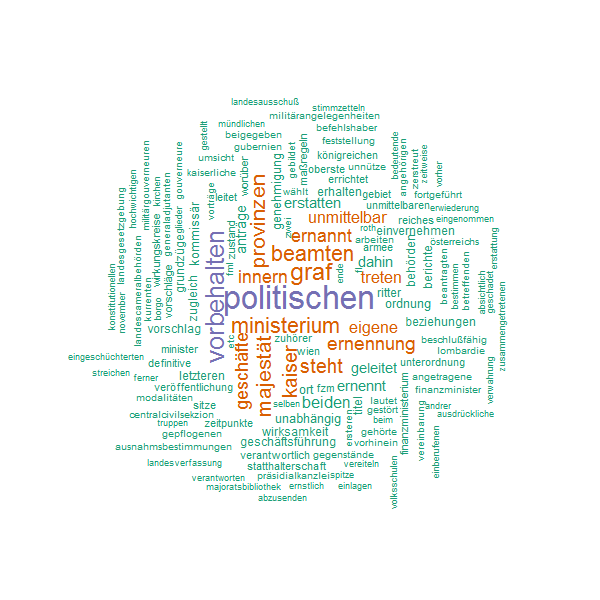 landesausschuß
stimmzetteln
militärangelegenheiten
mündlichen
befehlshaber
beigegeben
feststellung
gubernien
gestellt
gebildet
maßregeln
königreichen
umsicht
oberste
unnütze
kaiserliche
errichtet
bedeutende
angehörigen
zerstreut
zeitweise
vorher
militärgouverneuren
gouverneure
generaladjutanten
kirchen
hochwichtigen
landesgesetzgebung
wirkungskreise
glieder
vorträge
leitet
worüber
genehmigung
wählt
erhalten
gebiet
fortgeführt
erstatten
unmittelbaren
erwiederung
provinzen
anträge
zwei
unmittelbar
reiches
eigenommen
roth
einvernehmen
ernannt
arbeiten
österreichs
kommissär
grundzüge
zustand
fml
beamten
armee
behörden
berichte
erstattung
dahin
konstitutionellen
november
landescameralbehörden
kurrenten
borgo
vorschläge
zugleich
vorbehalten
innern
graf
ende
fl
treten
beantragten
bestimmen
betreffenden
absichtlich
geschadet
zusammengetretenen
politischen
ritter
ordnung
vorschlag
ministerium
eigene
beziehungen
etc
zuhörer
ernennung
beschlußfähig
minister
wien
lombardie
eingeschüchterten
definitive
geschäfte
majestät
kaiser
steht
geleitet
unterordnung
streichen
ferner
letzteren
angetragene
veröffentlichung
ort
fzm
ernennt
finanzminister
verwahrung
modalitäten
selben
beiden
titel
lautet
andrer
sitze
gestört
centralcivilsekzion
ausdrückliche
truppen
zeitpunkte
unabhängig
ersteren
beim
gepflogenen
wirksamkeit
gehörte
finanzministerium
vereinbarung
einberufenen
geschäftsführung
vorhinein
ausnahmsbestimmungen
verantwortlich
gegenstände
landesverfassung
statthalterschaft
vereiteln
volksschulen
verantworten
präsidialkanzlei
spitze
majoratsbibliothek
ernstlich
einlagen
abzusenden